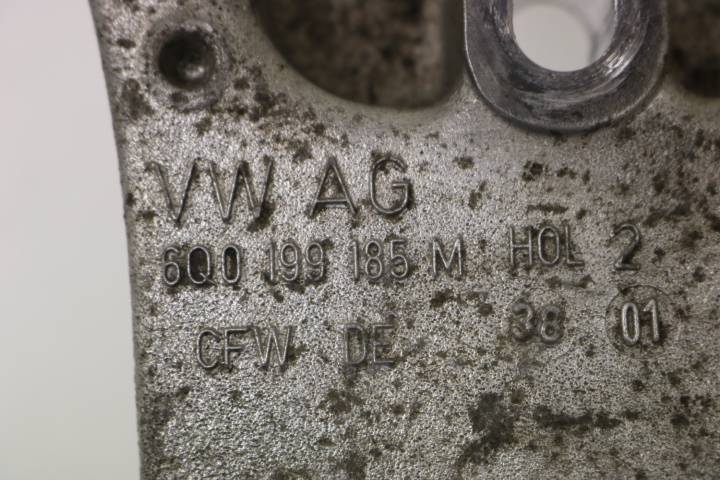 VW AG
6Q0 199 185 M HOL 2
CFW DE 38 01